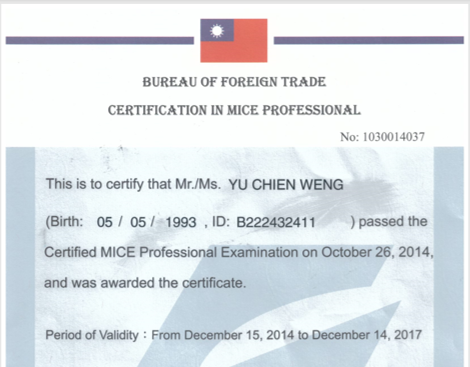 BUREAU OF FOREIGN TRADE
CERTIFICATION IN MICE PROFESSIONAL
No: 1030014037
This is to certify that Mr./Ms. YU CHIEN WENG
(Birth: 05 / 05 / 1993 , ID: B222432411 ) passed the
Certified MICE Professional Examination on October 26, 2014,
and was awarded the certificate.
Period of Validity：From December 15, 2014 to December 14, 2017